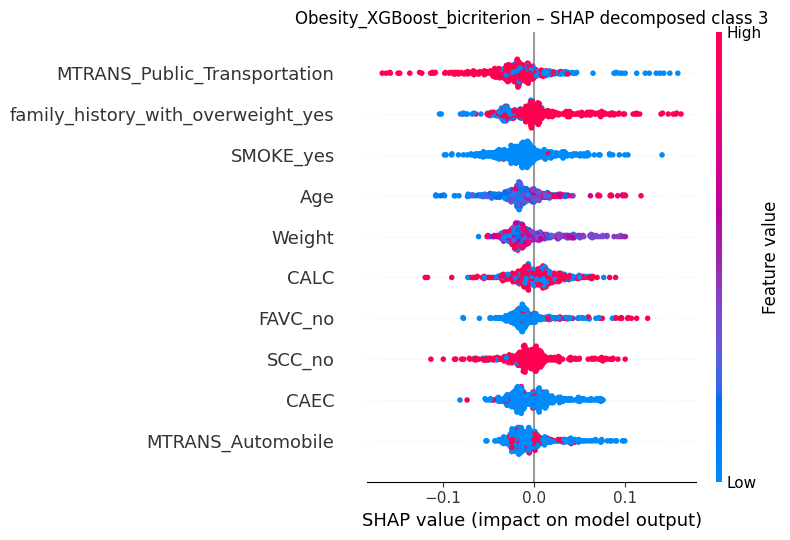 Obesity_XGBoost_bicriterion – SHAP decomposed class 3
High
MTRANS_Public_Transportation
family_history_with_overweight_yes
SMOKE_yes
Age
Weight
CALC
FAVC_no
SCC_no
CAEC
MTRANS_Automobile
Feature value
Low
−0.1 0.0 0.1
SHAP value (impact on model output)